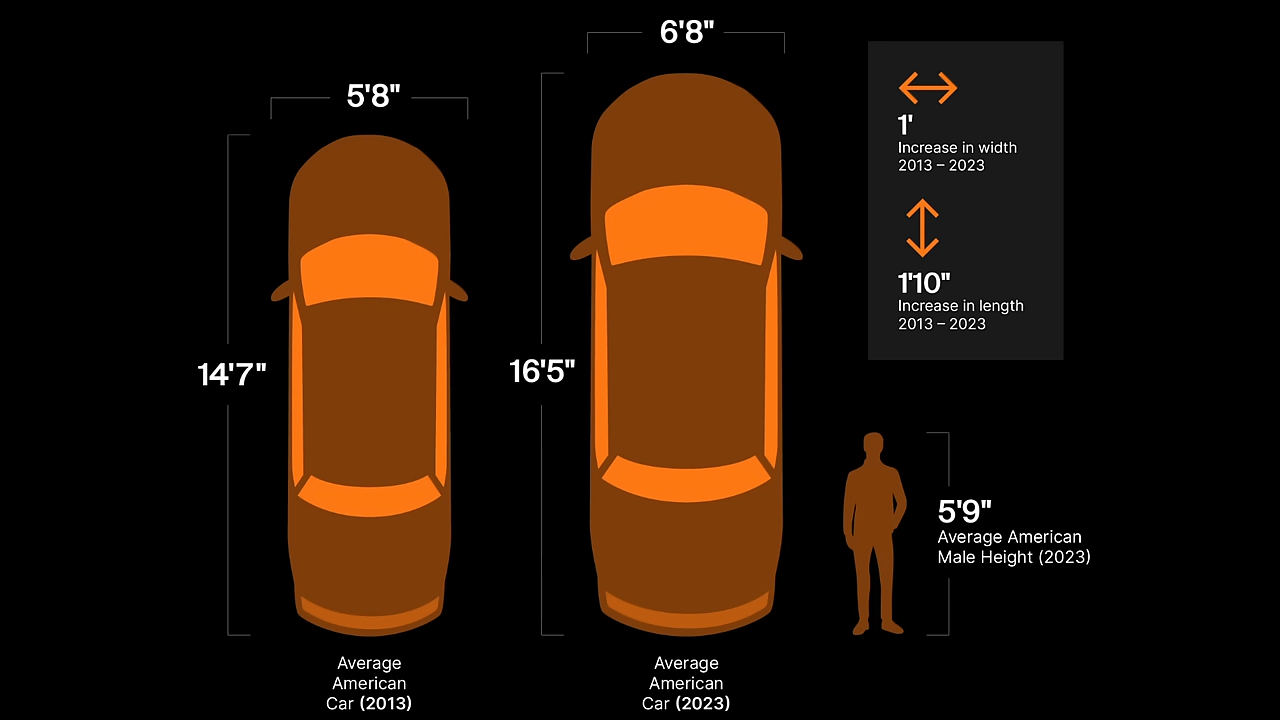 5'8"
14'7"
Average
American
Car (2013)
6'8"
16'5"
Average
American
Car (2023)
1'
Increase in width
2013 – 2023
1'10"
Increase in length
2013 – 2023
5'9"
Average American
Male Height (2023)